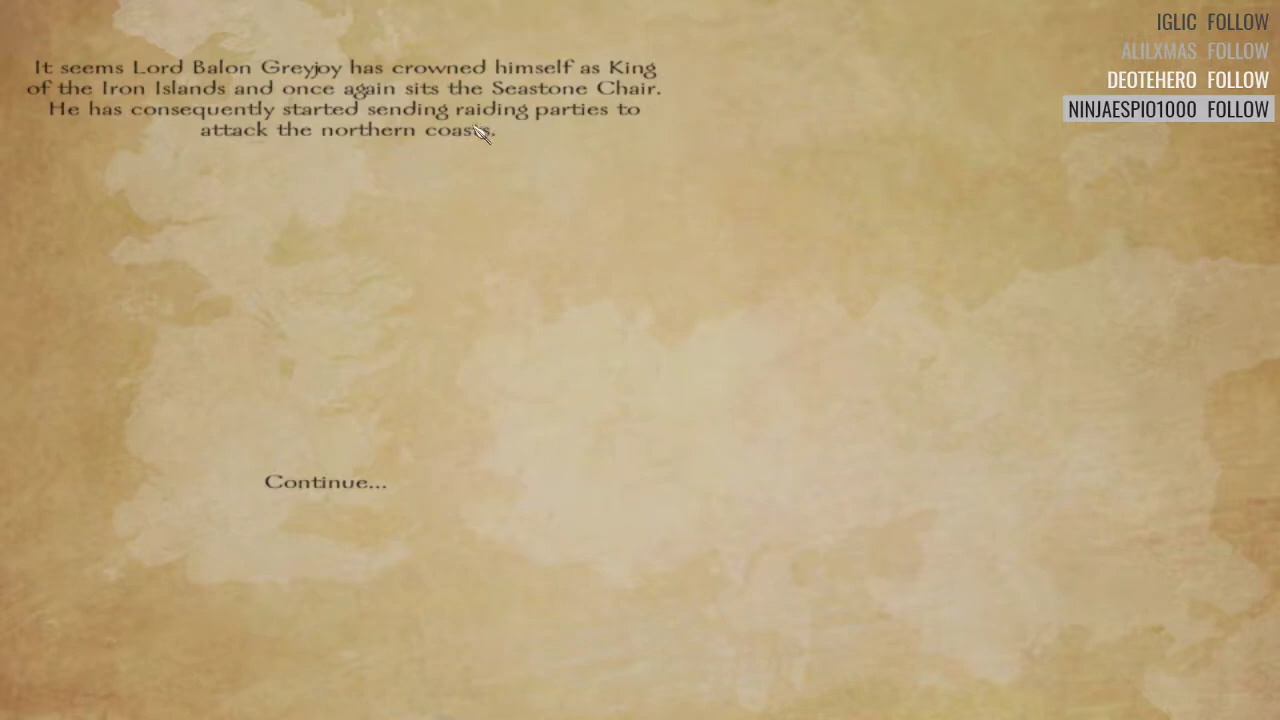 It seems Lord Balon Greyjoy has crowned himself as King
of the Iron Islands and once again sits the Seastone Chair.
He has consequently started sending raiding parties to
attack the northern coasts.
Continue...
IGLIC FOLLOW
ALILXMAS FOLLOW
DEOTEHERO FOLLOW
NINJAESPIO1000 FOLLOW